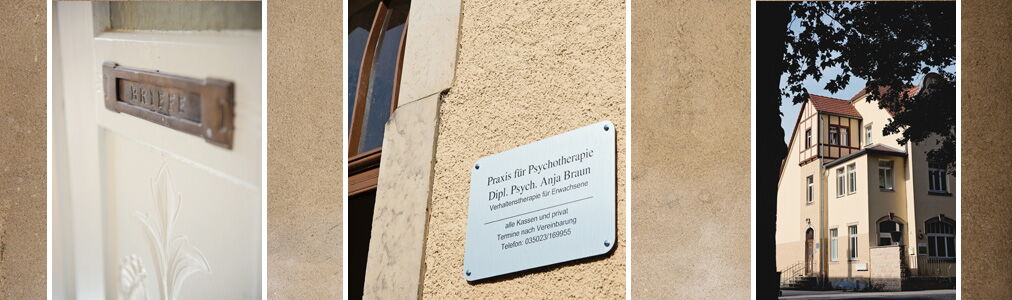 BRIEFE
Praxis für Psychotherapie
Dipl. Psych. Anja Braun
Verhaltenstherapie für Erwachsene
alle Kassen und privat
Termine nach Vereinbarung
Telefon: 035023/169955